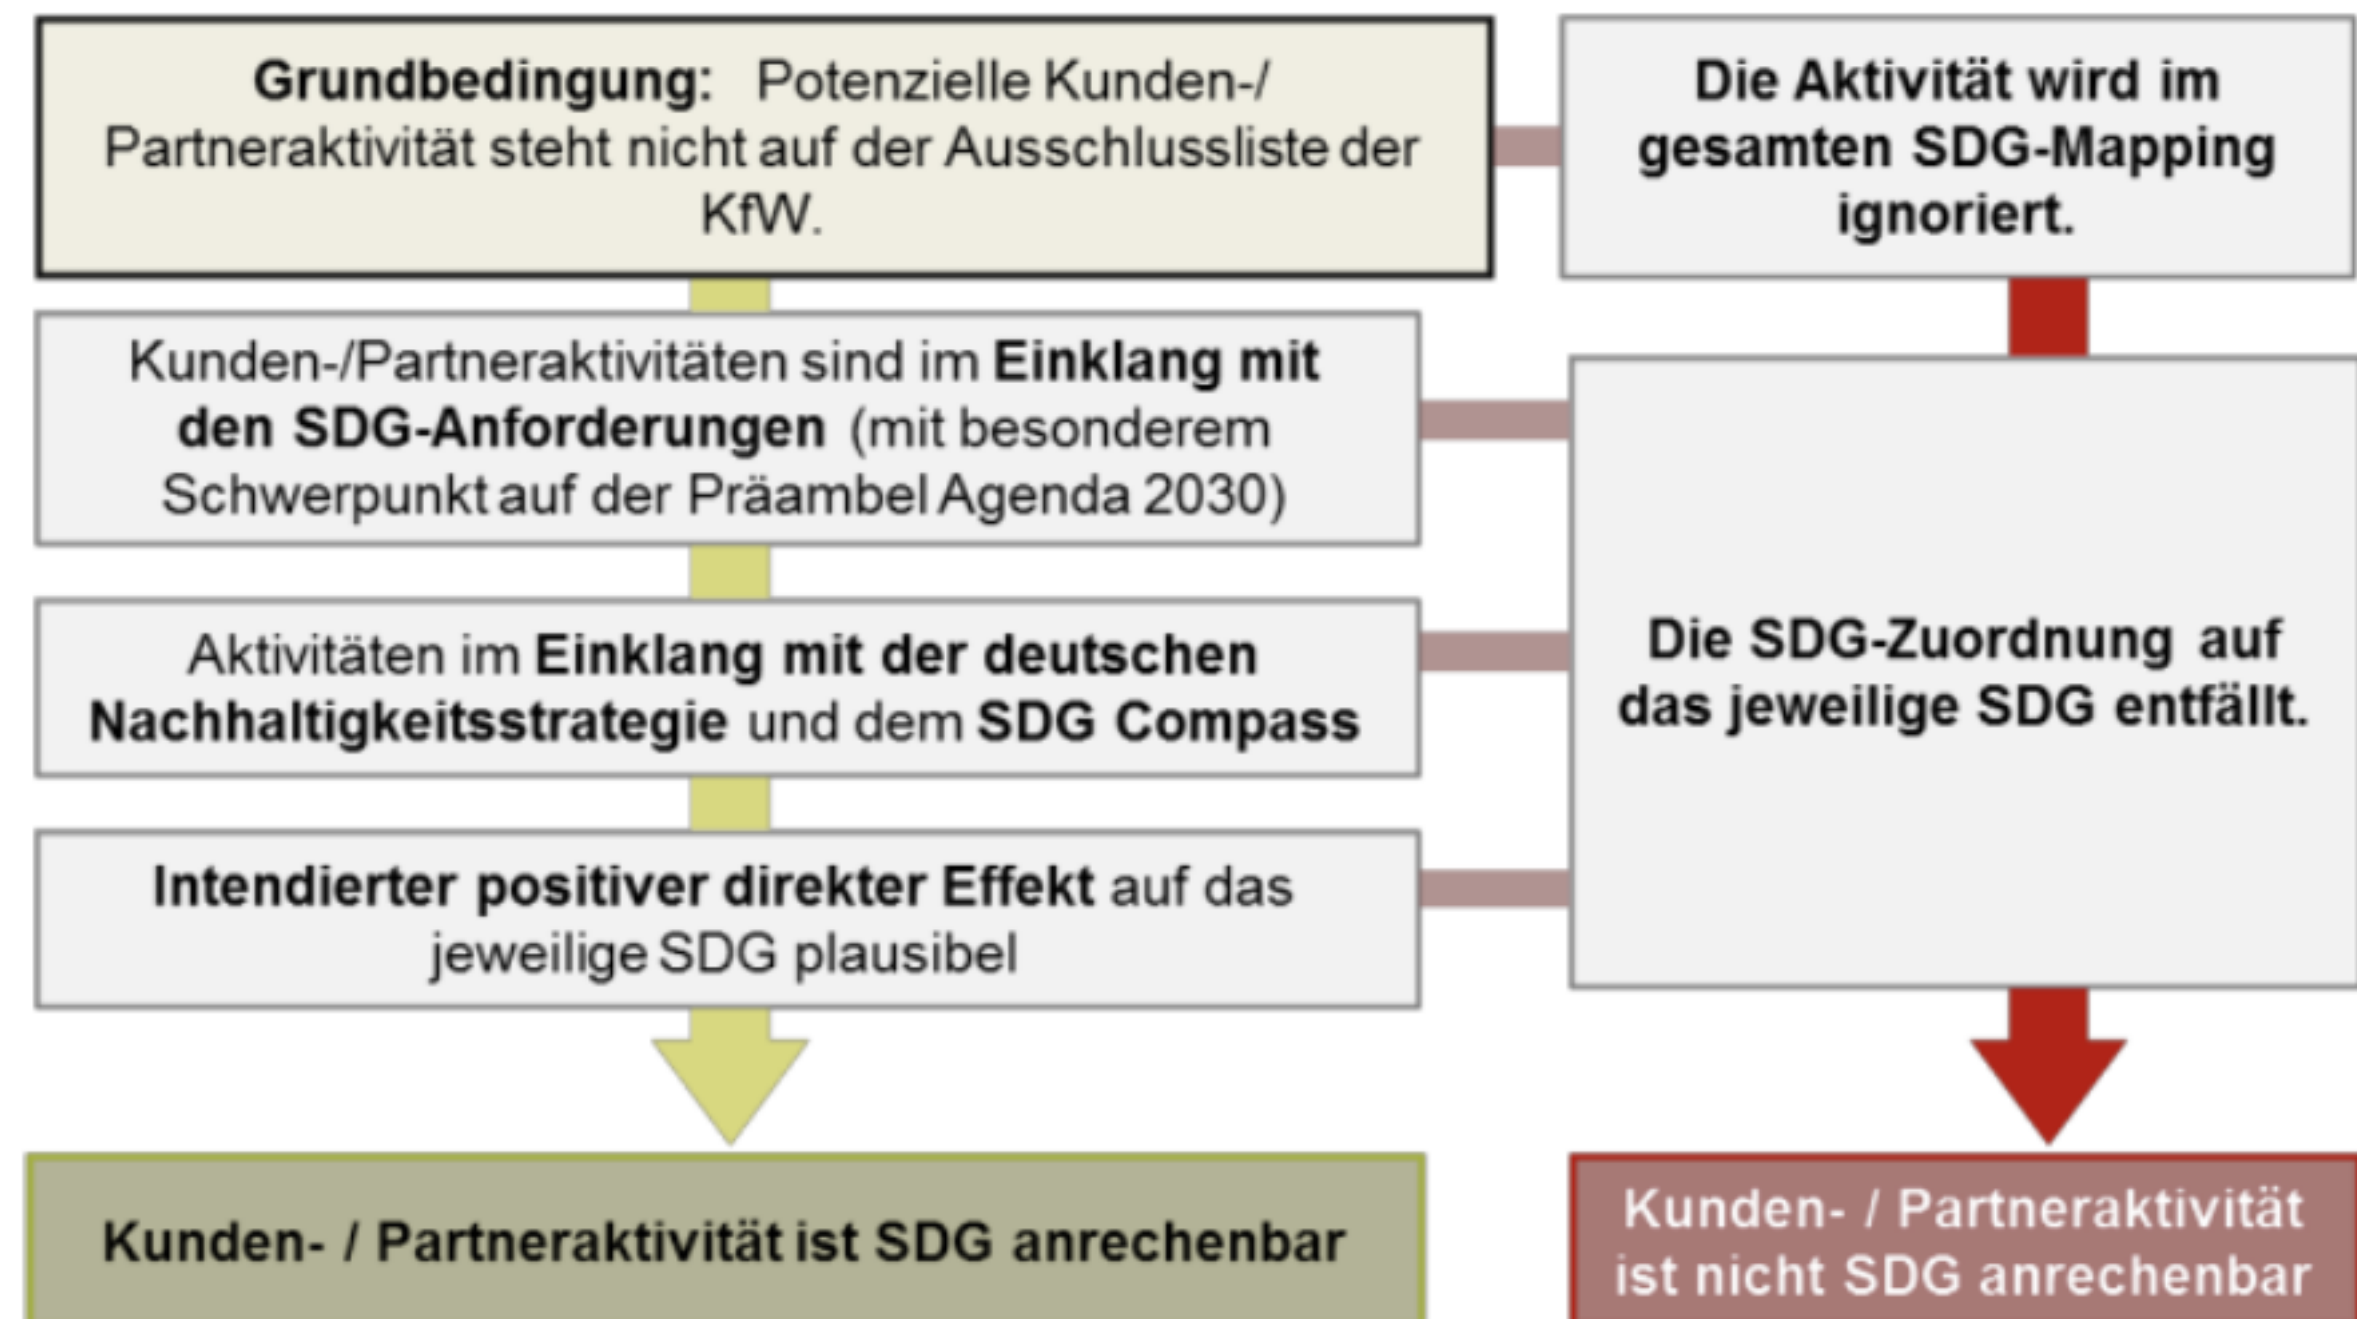 Grundbedingung: Potenzielle Kunden-/
Partneraktivität steht nicht auf der Ausschlussliste der
KfW.
Die Aktivität wird im
gesamten SDG-Mapping
ignoriert.
Kunden-/Partneraktivitäten sind im Einklang mit
den SDG-Anforderungen (mit besonderem
Schwerpunkt auf der Präambel Agenda 2030)
Aktivitäten im Einklang mit der deutschen
Nachhaltigkeitsstrategie und dem SDG Compass
Intendierter positiver direkter Effekt auf das
jeweilige SDG plausibel
Die SDG-Zuordnung auf
das jeweilige SDG entfällt.
Kunden- / Partneraktivität ist SDG anrechenbar
Kunden- / Partneraktivität
ist nicht SDG anrechenbar